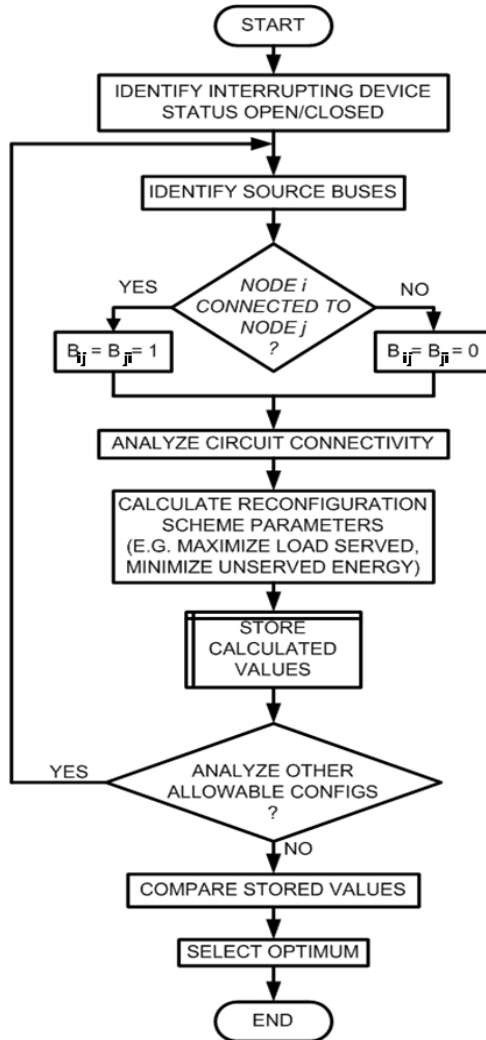 START
IDENTIFY INTERRUPTING DEVICE
STATUS OPEN/CLOSED
IDENTIFY SOURCE BUSES
NODE i
CONNECTED TO
NODE j
?
YES
NO
Bij = Bji = 1
Bij = Bji = 0
ANALYZE CIRCUIT CONNECTIVITY
CALCULATE RECONFIGURATION
SCHEME PARAMETERS
(E.G. MAXIMIZE LOAD SERVED,
MINIMIZE UNSERVED ENERGY)
STORE
CALCULATED
VALUES
YES
ANALYZE OTHER
ALLOWABLE CONFIGS
?
NO
COMPARE STORED VALUES
SELECT OPTIMUM
END